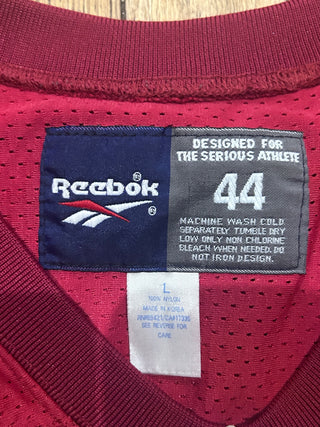 Reebok®
®
DESIGNED FOR
THE SERIOUS ATHLETE
44
MACHINE WASH COLD
SEPARATELY TUMBLE DRY
LOW ONLY NON CHLORINE
BLEACH WHEN NEEDED. DO
NOT IRON DESIGN.
L
100% NYLON
MADE IN KOREA
SEE REVERSE FOR
CARE